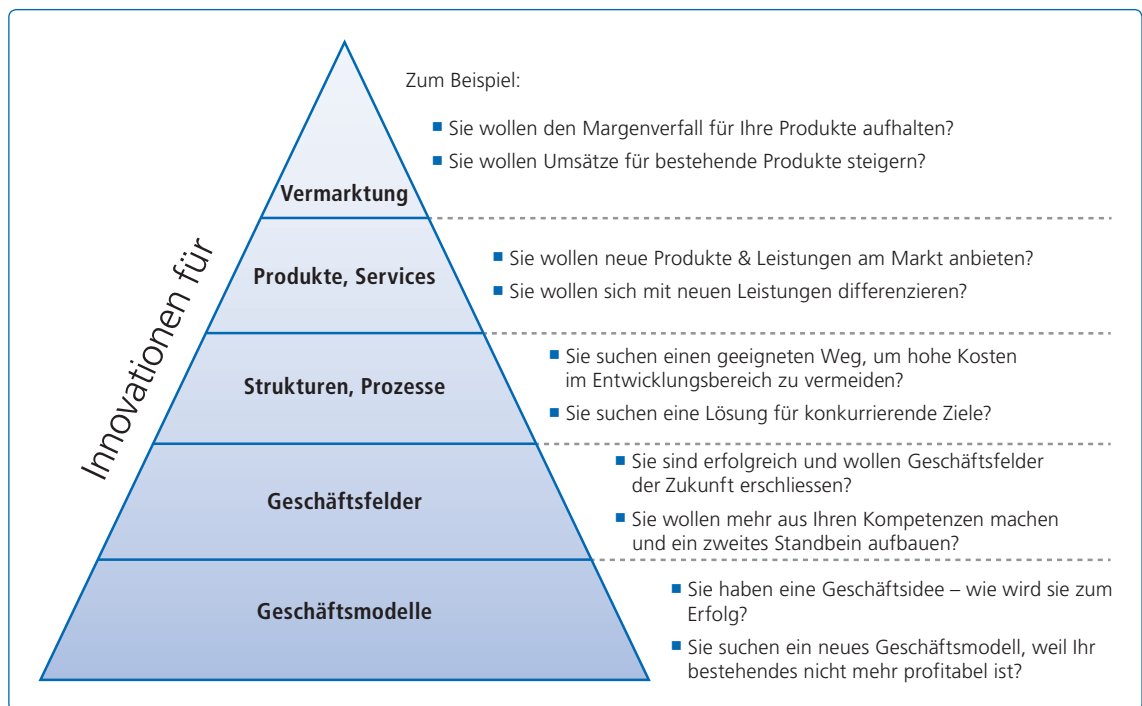 Innovationen für
Zum Beispiel:
■ Sie wollen den Margenverfall für Ihre Produkte aufhalten?
■ Sie wollen Umsätze für bestehende Produkte steigern?
Vermarktung
■ Sie wollen neue Produkte & Leistungen am Markt anbieten?
■ Sie wollen sich mit neuen Leistungen differenzieren?
Produkte, Services
■ Sie suchen einen geeigneten Weg, um hohe Kosten
im Entwicklungsbereich zu vermeiden?
■ Sie suchen eine Lösung für konkurrierende Ziele?
Strukturen, Prozesse
■ Sie sind erfolgreich und wollen Geschäftsfelder
der Zukunft erschliessen?
■ Sie wollen mehr aus Ihren Kompetenzen machen
und ein zweites Standbein aufbauen?
Geschäftsfelder
■ Sie haben eine Geschäftsidee – wie wird sie zum
Erfolg?
■ Sie suchen ein neues Geschäftsmodell, weil Ihr
bestehendes nicht mehr profitabel ist?
Geschäftsmodelle